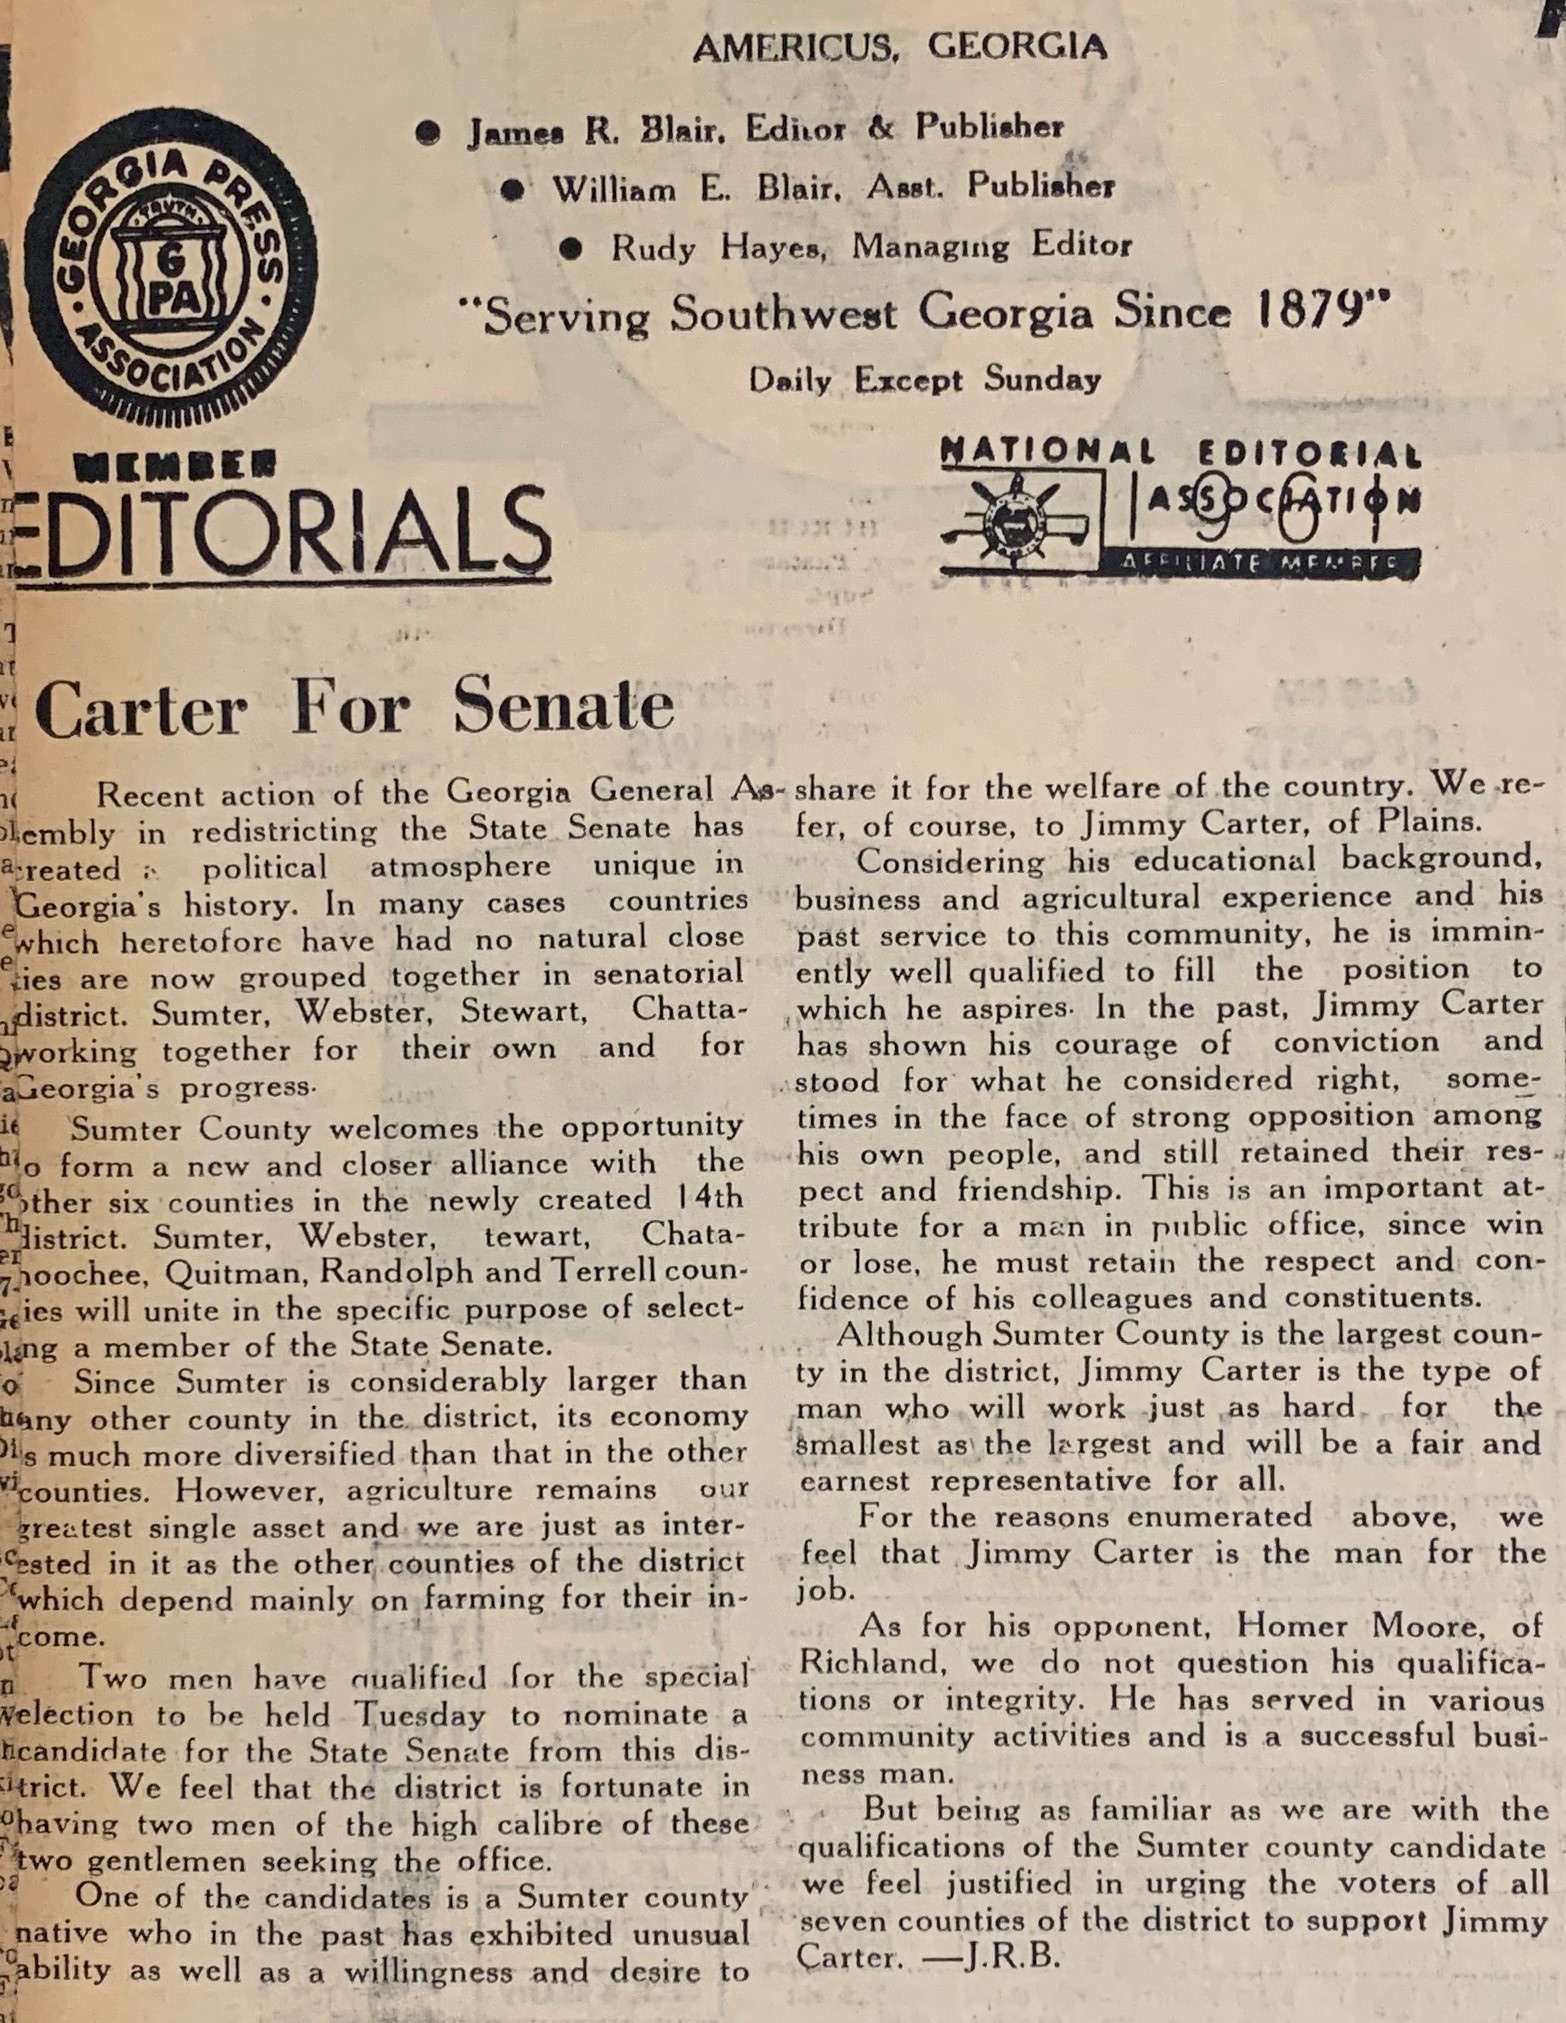 AMERICUS, GEORGIA
● James R. Blair, Editor & Publisher
● William E. Blair, Asst. Publisher
● Rudy Hayes, Managing Editor
"Serving Southwest Georgia Since 1879"
Daily Except Sunday
GEORGIA PRESS
TRUTH
G
PA
ASSOCIATION
MEMBER
EDITORIALS
NATIONAL EDITORIAL
ASSOCIATION
AFFILIATE MEMBER
Carter For Senate
Recent action of the Georgia General As-
sembly in redistricting the State Senate has
created a political atmosphere unique in
Georgia's history. In many cases countries
which heretofore have had no natural close
ties are now grouped together in senatorial
district. Sumter, Webster, Stewart, Chatta-
working together for their own and for
Georgia's progress.
Sumter County welcomes the opportunity
to form a new and closer alliance with the
other six counties in the newly created 14th
district. Sumter, Webster, tewart, Chata-
hoochee, Quitman, Randolph and Terrell coun-
ties will unite in the specific purpose of select-
ing a member of the State Senate.
Since Sumter is considerably larger than
any other county in the district, its economy
is much more diversified than that in the other
counties. However, agriculture remains our
greatest single asset and we are just as inter-
ested in it as the other counties of the district
which depend mainly on farming for their in-
come.
Two men have qualified for the special
election to be held Tuesday to nominate a
candidate for the State Senate from this dis-
trict. We feel that the district is fortunate in
having two men of the high calibre of these
two gentlemen seeking the office.
One of the candidates is a Sumter county
native who in the past has exhibited unusual
ability as well as a willingness and desire to
share it for the welfare of the country. We re-
fer, of course, to Jimmy Carter, of Plains.
Considering his educational background,
business and agricultural experience and his
past service to this community, he is immin-
ently well qualified to fill the position to
which he aspires. In the past, Jimmy Carter
has shown his courage of conviction and
stood for what he considered right, some-
times in the face of strong opposition among
his own people, and still retained their res-
pect and friendship. This is an important at-
tribute for a man in public office, since win
or lose, he must retain the respect and con-
fidence of his colleagues and constituents.
Although Sumter County is the largest coun-
ty in the district, Jimmy Carter is the type of
man who will work just as hard for the
smallest as the largest and will be a fair and
earnest representative for all.
For the reasons enumerated above, we
feel that Jimmy Carter is the man for the
job.
As for his opponent, Homer Moore, of
Richland, we do not question his qualifica-
tions or integrity. He has served in various
community activities and is a successful busi-
ness man.
But being as familiar as we are with the
qualifications of the Sumter county candidate
we feel justified in urging the voters of all
seven counties of the district to support Jimmy
Carter. —J.R.B.